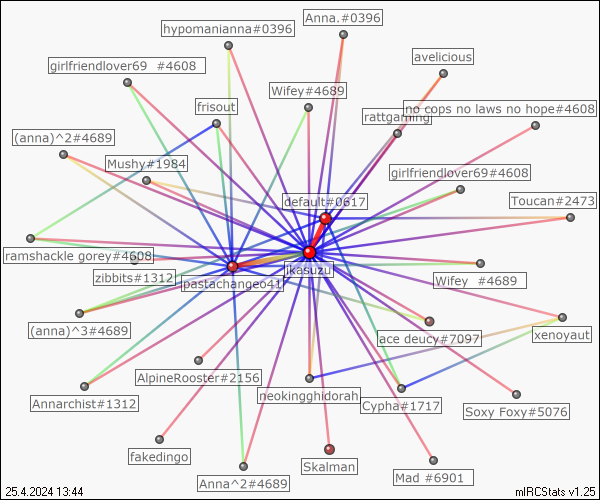 Anna.#0396
hypomanianna#0396
avelicious
girlfriendlover69 #4608
Wifey#4689
frisout
no cops no laws no hope#4608
rattgaming
(anna)^2#4689
Mushy#1984
girlfriendlover69#4608
default#0617
Toucan#2473
ramshackle gorey#4608
jikasuzu
zibbits#1312
pastachangeo41
Wifey #4689
(anna)^3#4689
ace deucy#7097
xenoyaut
AlpineRooster#2156
neokingghidorah
Annarchist#1312
Cypha#1717
Soxy Foxy#5076
fakedingo
Skalman
Anna^2#4689
Mad #6901
25.4.2024 13:44
mIRCStats v1.25